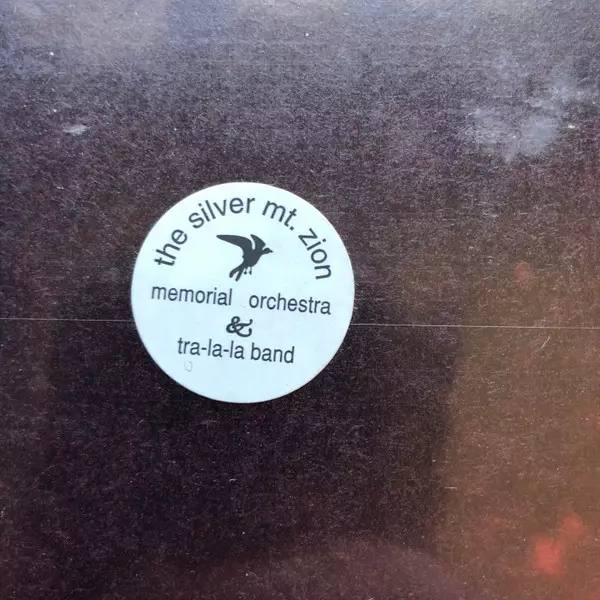 the silver mt. zion
memorial orchestra
&
tra-la-la band